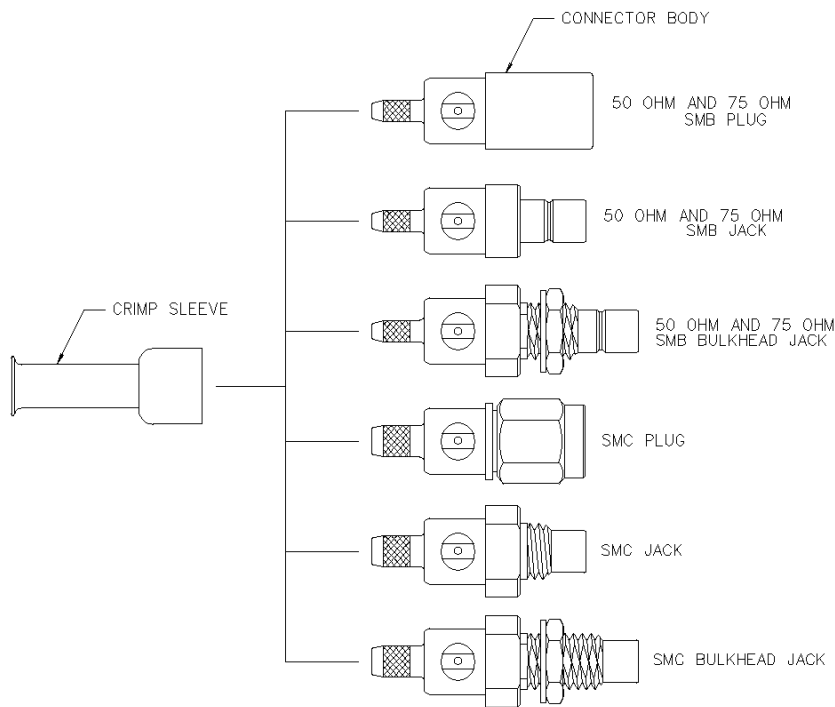 CONNECTOR BODY
50 OHM AND 75 OHM
SMB PLUG
50 OHM AND 75 OHM
SMB JACK
CRIMP SLEEVE
50 OHM AND 75 OHM
SMB BULKHEAD JACK
SMC PLUG
SMC JACK
SMC BULKHEAD JACK